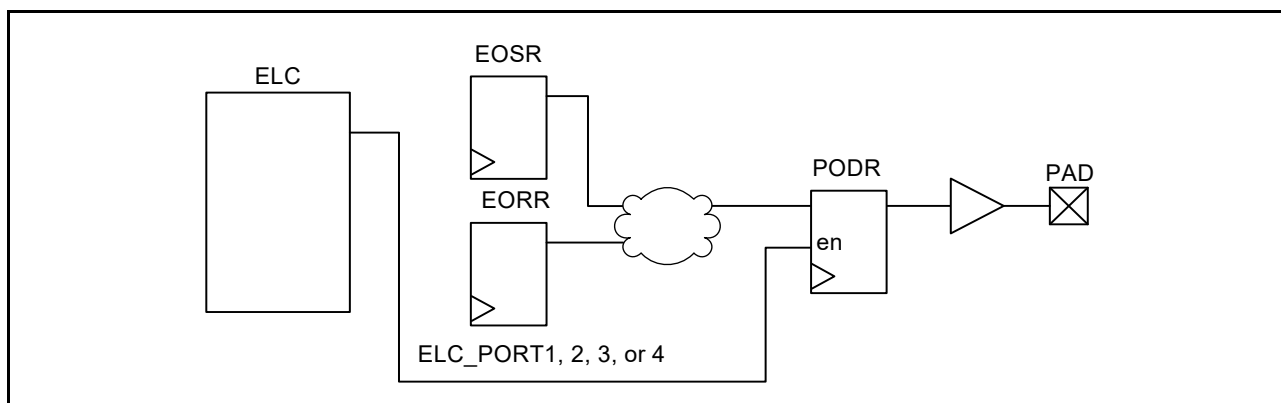 ELC
EOSR
EORR
PODR
en
PAD
ELC_PORT1, 2, 3, or 4